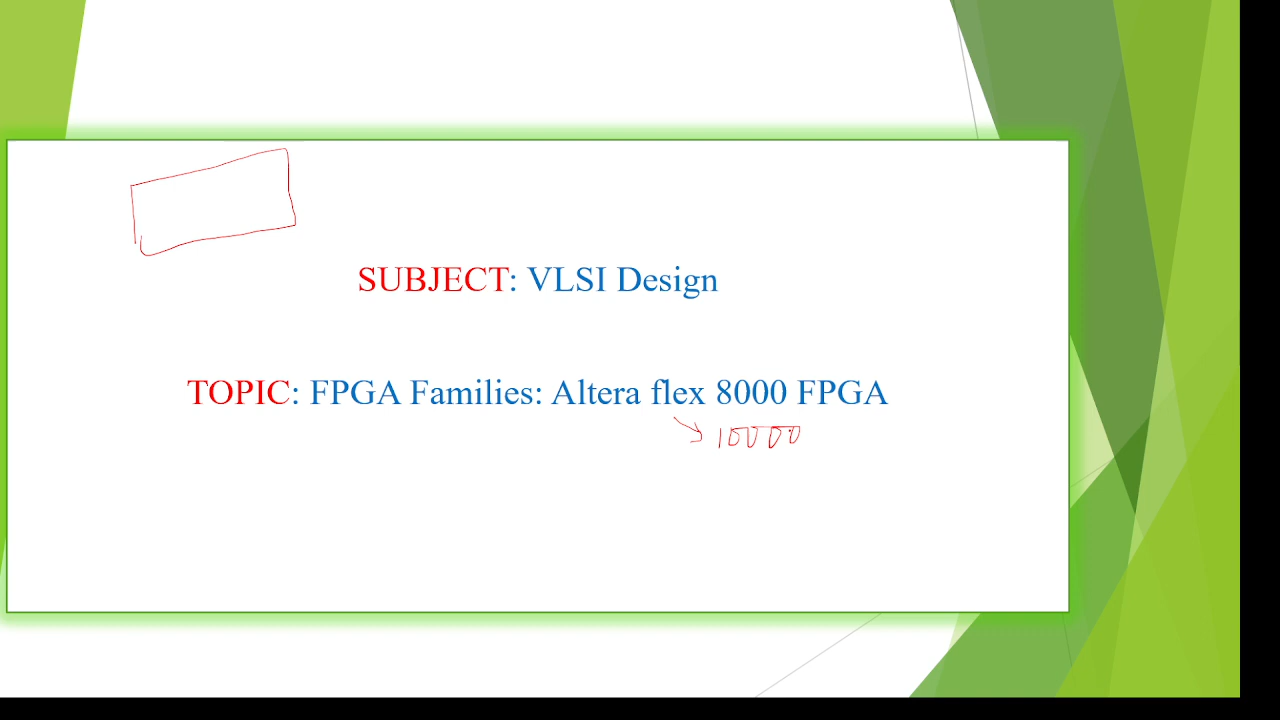 SUBJECT: VLSI Design
TOPIC: FPGA Families: Altera flex 8000 FPGA
10000